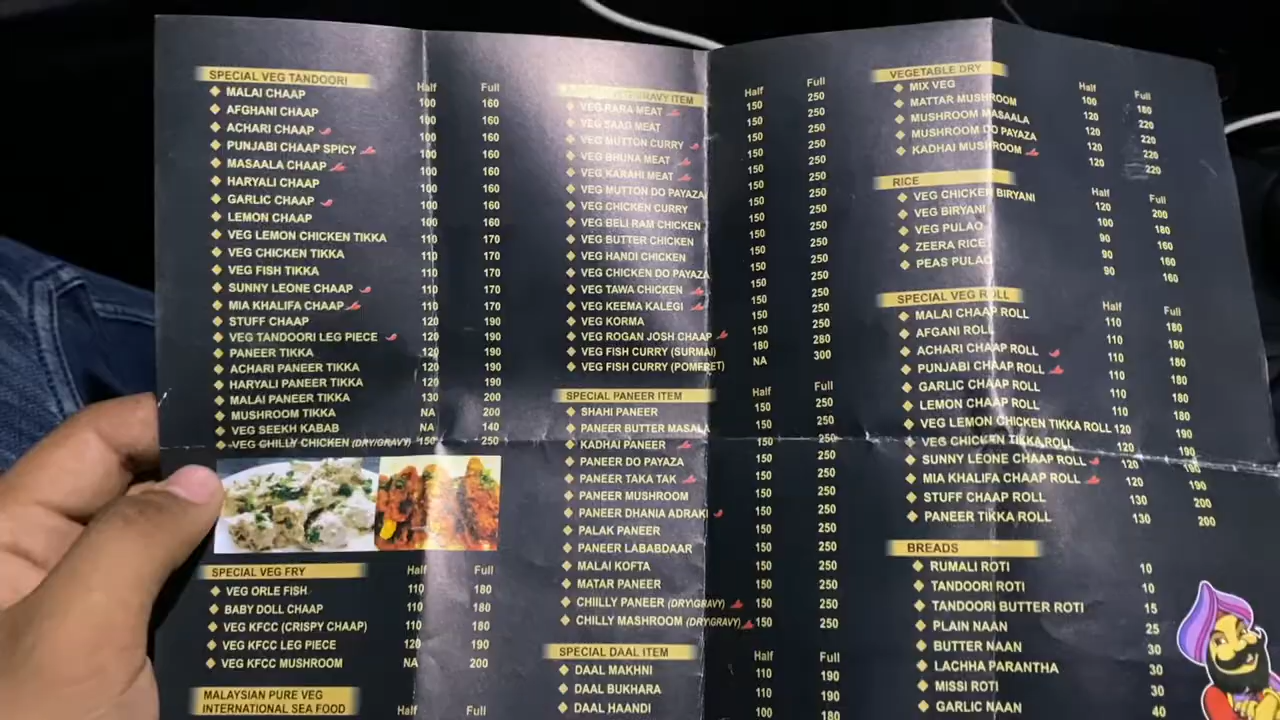 SPECIAL VEG TANDOORI Half Full
MALAI CHAAP 100 160
AFGHANI CHAAP 100 160
ACHARI CHAAP 100 160
PUNJABI CHAAP SPICY 100 160
MASAALA CHAAP 100 160
HARYALI CHAAP 100 160
GARLIC CHAAP 100 160
LEMON CHAAP 100 160
VEG LEMON CHICKEN TIKKA 110 170
VEG CHICKEN TIKKA 110 170
VEG FISH TIKKA 110 170
SUNNY LEONE CHAAP 110 170
MIA KHALIFA CHAAP 110 170
STUFF CHAAP 120 190
VEG TANDOORI LEG PIECE 120 190
PANEER TIKKA 120 190
ACHARI PANEER TIKKA 120 190
HARYALI PANEER TIKKA 120 190
MALAI PANEER TIKKA 130 200
MUSHROOM TIKKA NA 200
VEG SEEKH KABAB NA 140
VEG CHILLY CHICKEN (DRY/GRAVY) 150 250
SPECIAL VEG FRY Half Full
VEG ORLE FISH 110 180
BABY DOLL CHAAP 110 180
VEG KFCC (CRISPY CHAAP) 110 180
VEG KFCC LEG PIECE 120 190
VEG KFCC MUSHROOM NA 200
MALAYSIAN PURE VEG
INTERNATIONAL SEA FOOD Half Full
GRAVY ITEM Half Full
VEG RARA MEAT 150 250
VEG SAAG MEAT 150 250
VEG MUTTON CURRY 150 250
VEG BHUNA MEAT 150 250
VEG KARAHI MEAT 150 250
VEG MUTTON DO PAYAZA 150 250
VEG CHICKEN CURRY 150 250
VEG BELI RAM CHICKEN 150 250
VEG BUTTER CHICKEN 150 250
VEG HANDI CHICKEN 150 250
VEG CHICKEN DO PAYAZA 150 250
VEG TAWA CHICKEN 150 250
VEG KEEMA KALEGI 150 250
VEG KORMA 150 250
VEG ROGAN JOSH CHAAP 150 250
VEG FISH CURRY (SURMAI) 180 280
VEG FISH CURRY (POMFRET) NA 300
SPECIAL PANEER ITEM Half Full
SHAHI PANEER 150 250
PANEER BUTTER MASALA 150 250
KADHAI PANEER 150 250
PANEER DO PAYAZA 150 250
PANEER TAKA TAK 150 250
PANEER MUSHROOM 150 250
PANEER DHANIA ADRAKI 150 250
PALAK PANEER 150 250
PANEER LABABDAAR 150 250
MALAI KOFTA 150 250
MATAR PANEER 150 250
CHIILLY PANEER (DRY\GRAVY) 150 250
CHILLY MASHROOM (DRY\GRAVY) 150 250
SPECIAL DAAL ITEM Half Full
DAAL MAKHNI 110 190
DAAL BUKHARA 110 190
DAAL HAANDI 100 180
VEGETABLE DRY Half Full
MIX VEG 100 180
MATTAR MUSHROOM 120 220
MUSHROOM MASAALA 120 220
MUSHROOM DO PAYAZA 120 220
KADHAI MUSHROOM 120 220
RICE Half Full
VEG CHICKEN BIRYANI 120 200
VEG BIRYANI 100 180
VEG PULAO 90 160
ZEERA RICE 90 160
PEAS PULAO 90 160
SPECIAL VEG ROLL Half Full
MALAI CHAAP ROLL 110 180
AFGANI ROLL 110 180
ACHARI CHAAP ROLL 110 180
PUNJABI CHAAP ROLL 110 180
GARLIC CHAAP ROLL 110 180
LEMON CHAAP ROLL 110 180
VEG LEMON CHICKEN TIKKA ROLL 120 190
VEG CHICKEN TIKKA ROLL 120 190
SUNNY LEONE CHAAP ROLL 120 190
MIA KHALIFA CHAAP ROLL 120 190
STUFF CHAAP ROLL 130 200
PANEER TIKKA ROLL 130 200
BREADS
RUMALI ROTI 10
TANDOORI ROTI 10
TANDOORI BUTTER ROTI 15
PLAIN NAAN 25
BUTTER NAAN 30
LACHHA PARANTHA 30
MISSI ROTI 30
GARLIC NAAN 40